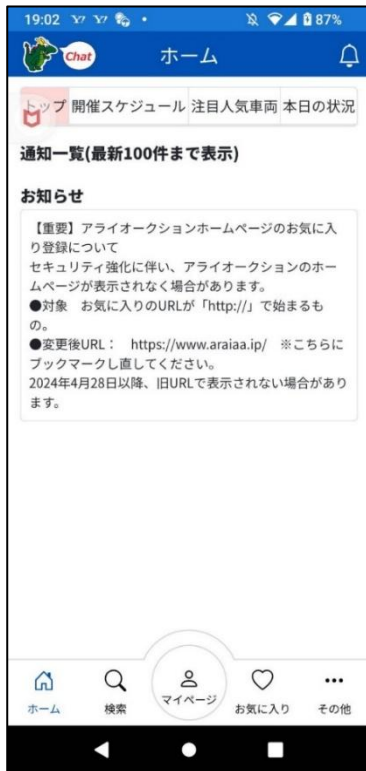 19:02
87%
Chat
ホーム
トップ 開催スケジュール 注目人気車両 本日の状況
通知一覧(最新100件まで表示)
お知らせ
【重要】アライオークションホームページのお気に入
り登録について
セキュリティ強化に伴い、アライオークションのホー
ムページが表示されなく場合があります。
●対象　お気に入りのURLが「http://」で始まるも
の。
●変更後URL：　https://www.araiaa.jp/　※こちらに
ブックマークし直してください。
2024年4月28日以降、旧URLで表示されない場合があり
ます。
ホーム 検索 マイページ お気に入り その他